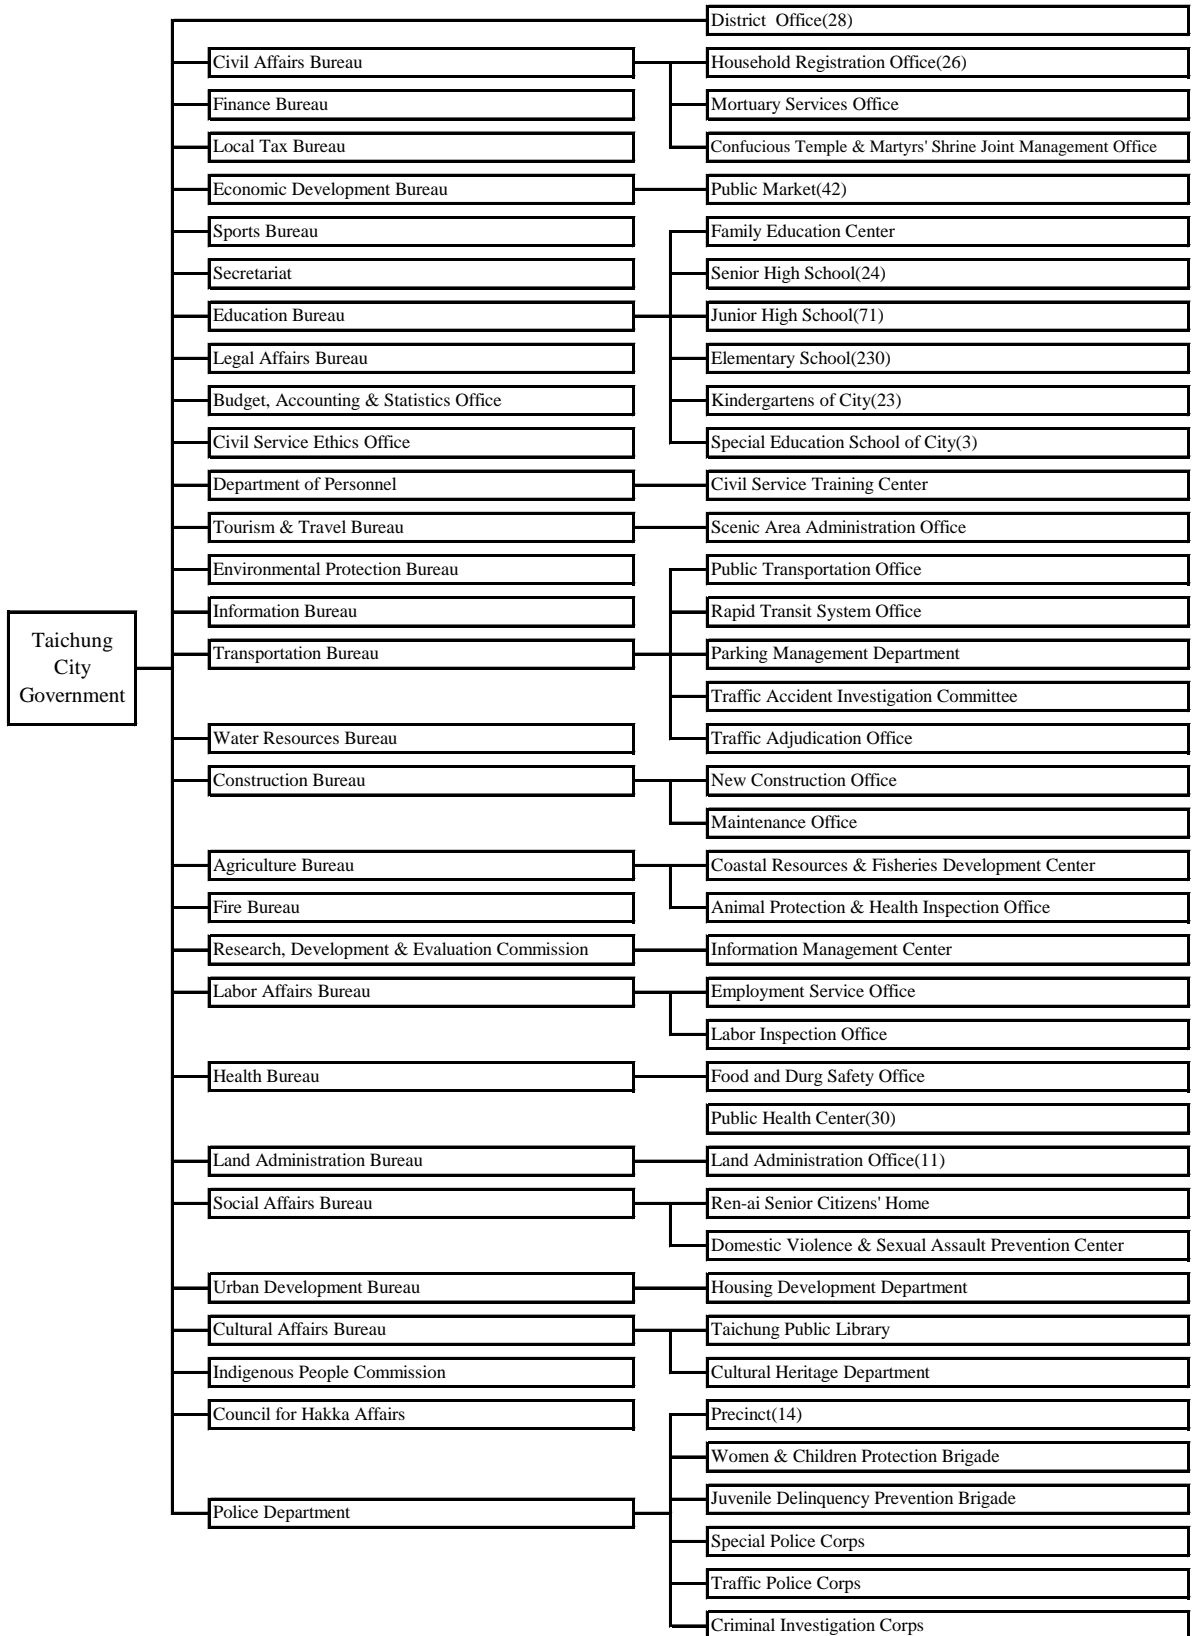 District  Office(28)
Civil Affairs Bureau
Household Registration Office(26)
Finance Bureau
Mortuary Services Office
Local Tax Bureau
Confucious Temple & Martyrs' Shrine Joint Management Office
Economic Development Bureau
Public Market(42)
Sports Bureau
Family Education Center
Secretariat
Senior High School(24)
Education Bureau
Junior High School(71)
Legal Affairs Bureau
Elementary School(230)
Budget, Accounting & Statistics Office
Kindergartens of City(23)
Civil Service Ethics Office
Special Education School of City(3)
Department of Personnel
Civil Service Training Center
Tourism & Travel Bureau
Scenic Area Administration Office
Environmental Protection Bureau
Public Transportation Office
Information Bureau
Rapid Transit System Office
Taichung
City
Government
Transportation Bureau
Parking Management Department
Traffic Accident Investigation Committee
Water Resources Bureau
Traffic Adjudication Office
Construction Bureau
New Construction Office
Maintenance Office
Agriculture Bureau
Coastal Resources & Fisheries Development Center
Fire Bureau
Animal Protection & Health Inspection Office
Research, Development & Evaluation Commission
Information Management Center
Labor Affairs Bureau
Employment Service Office
Labor Inspection Office
Health Bureau
Food and Durg Safety Office
Public Health Center(30)
Land Administration Bureau
Land Administration Office(11)
Social Affairs Bureau
Ren-ai Senior Citizens' Home
Domestic Violence & Sexual Assault Prevention Center
Urban Development Bureau
Housing Development Department
Cultural Affairs Bureau
Taichung Public Library
Indigenous People Commission
Cultural Heritage Department
Council for Hakka Affairs
Precinct(14)
Women & Children Protection Brigade
Juvenile Delinquency Prevention Brigade
Police Department
Special Police Corps
Traffic Police Corps
Criminal Investigation Corps